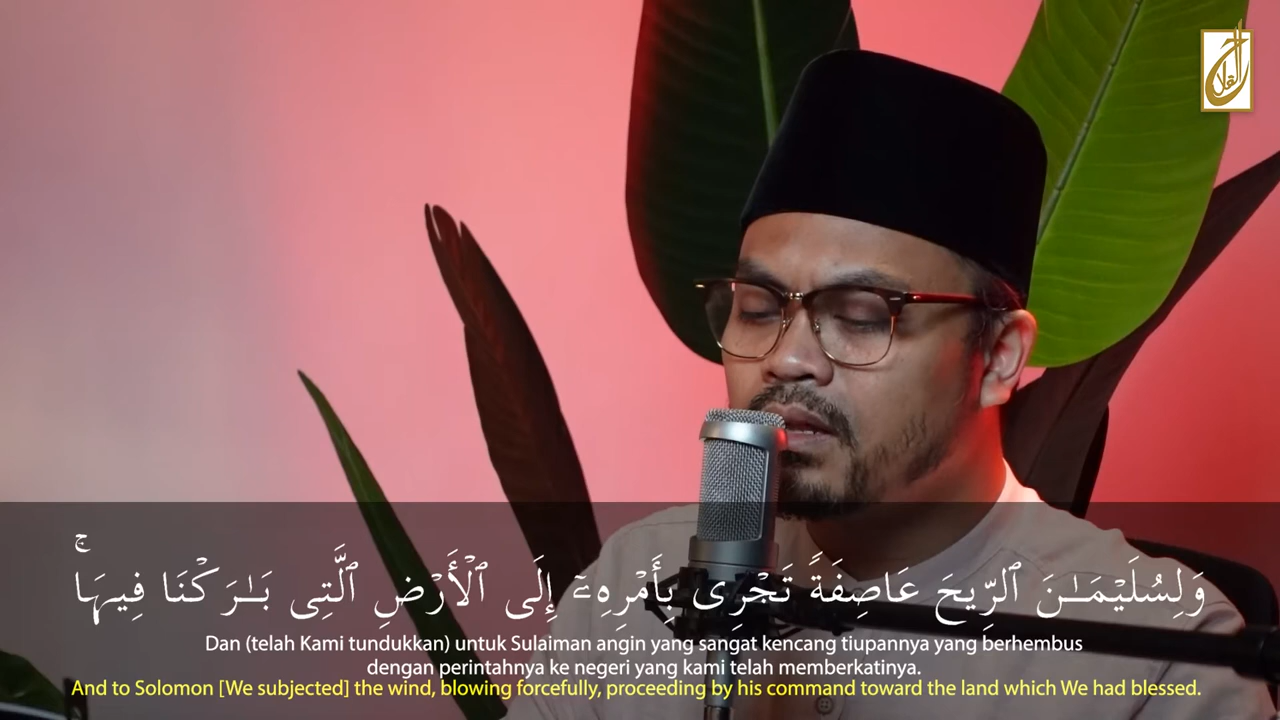 العلاج
وَلِسُلَيْمَـٰنَ ٱلرِّيحَ عَاصِفَةً تَجْرِى بِأَمْرِهِۦٓ إِلَى ٱلْأَرْضِ ٱلَّتِى بَـٰرَكْنَا فِيهَا ۚ
Dan (telah Kami tundukkan) untuk Sulaiman angin yang sangat kencang tiupannya yang berhembus
dengan perintahnya ke negeri yang kami telah memberkatinya.
And to Solomon [We subjected] the wind, blowing forcefully, proceeding by his command toward the land which We had blessed.